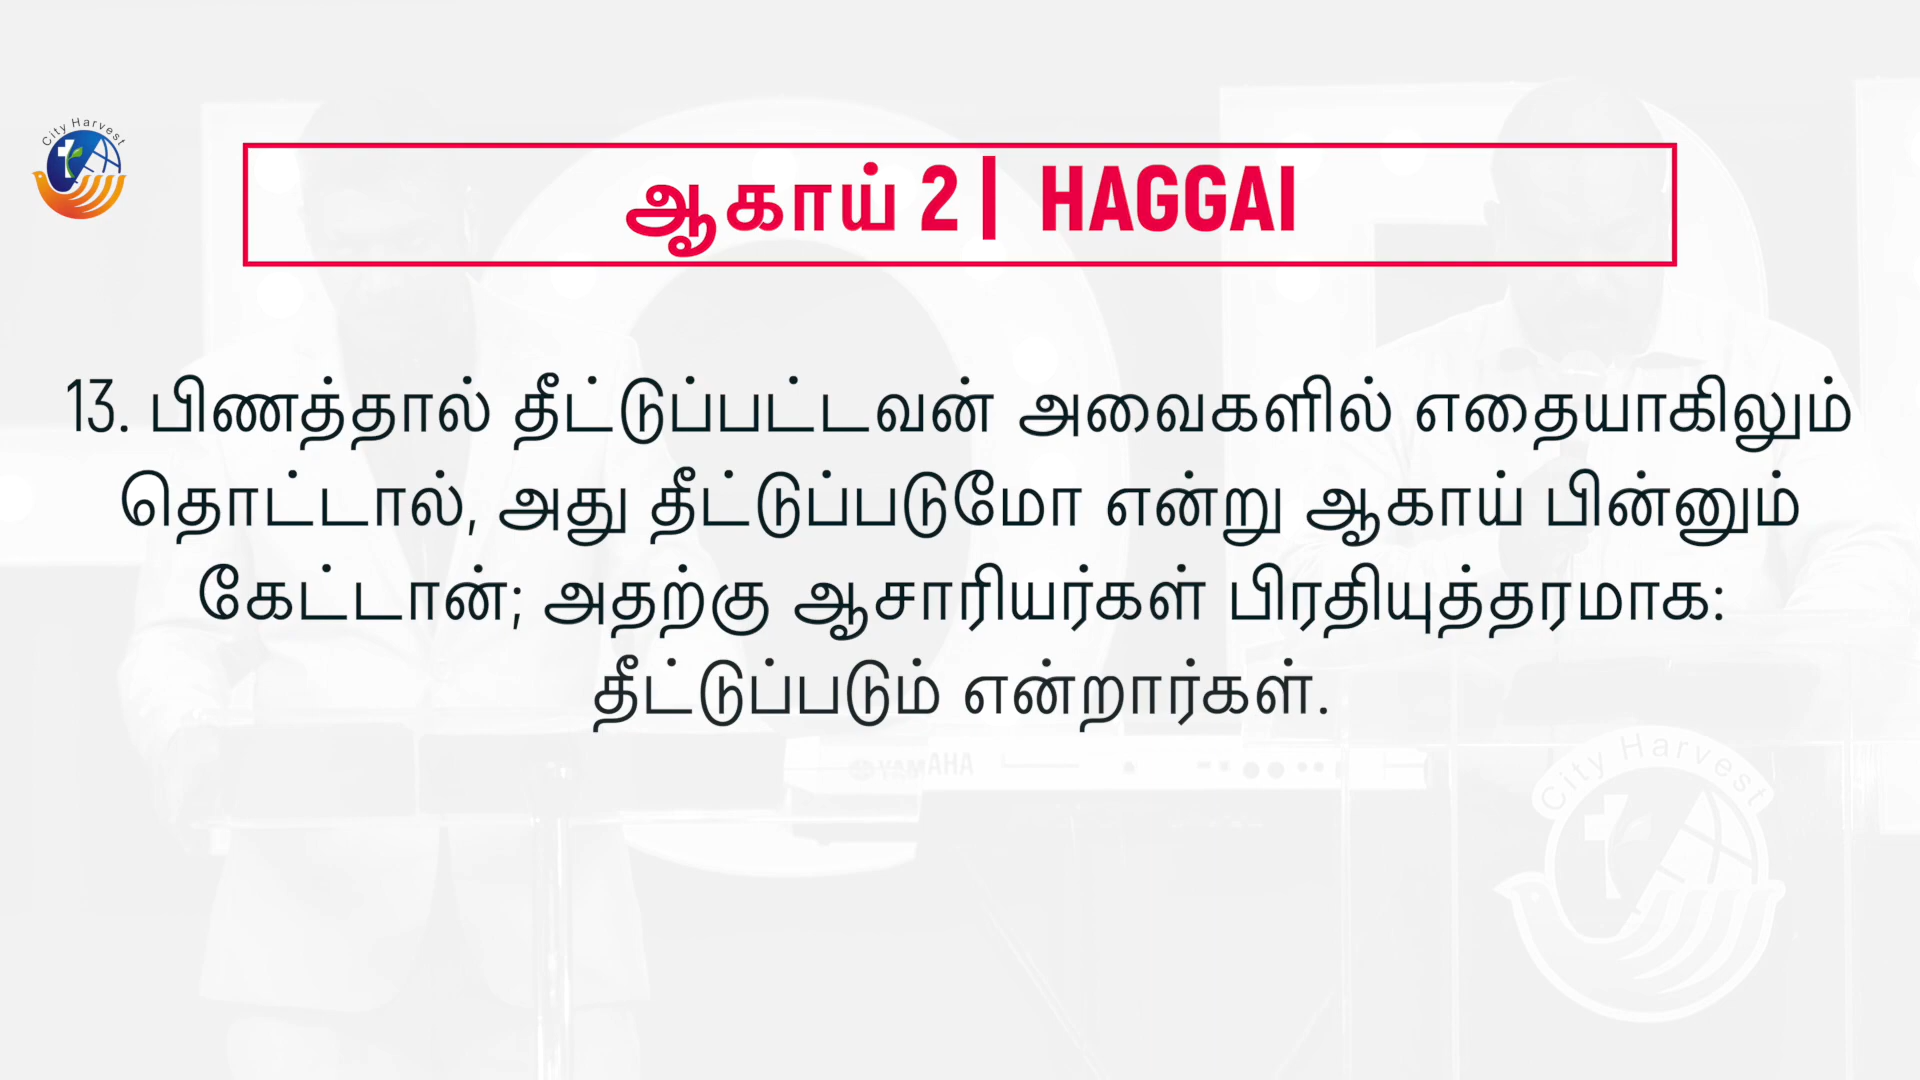 City Harvest
ஆகாய் 2 | HAGGAI
13. பிணத்தால் தீட்டுப்பட்டவன் அவைகளில் எதையாகிலும்
தொட்டால், அது தீட்டுப்படுமோ என்று ஆகாய் பின்னும்
கேட்டான்; அதற்கு ஆசாரியர்கள் பிரதியுத்தரமாக:
தீட்டுப்படும் என்றார்கள்.
YAMAHA
City Harvest